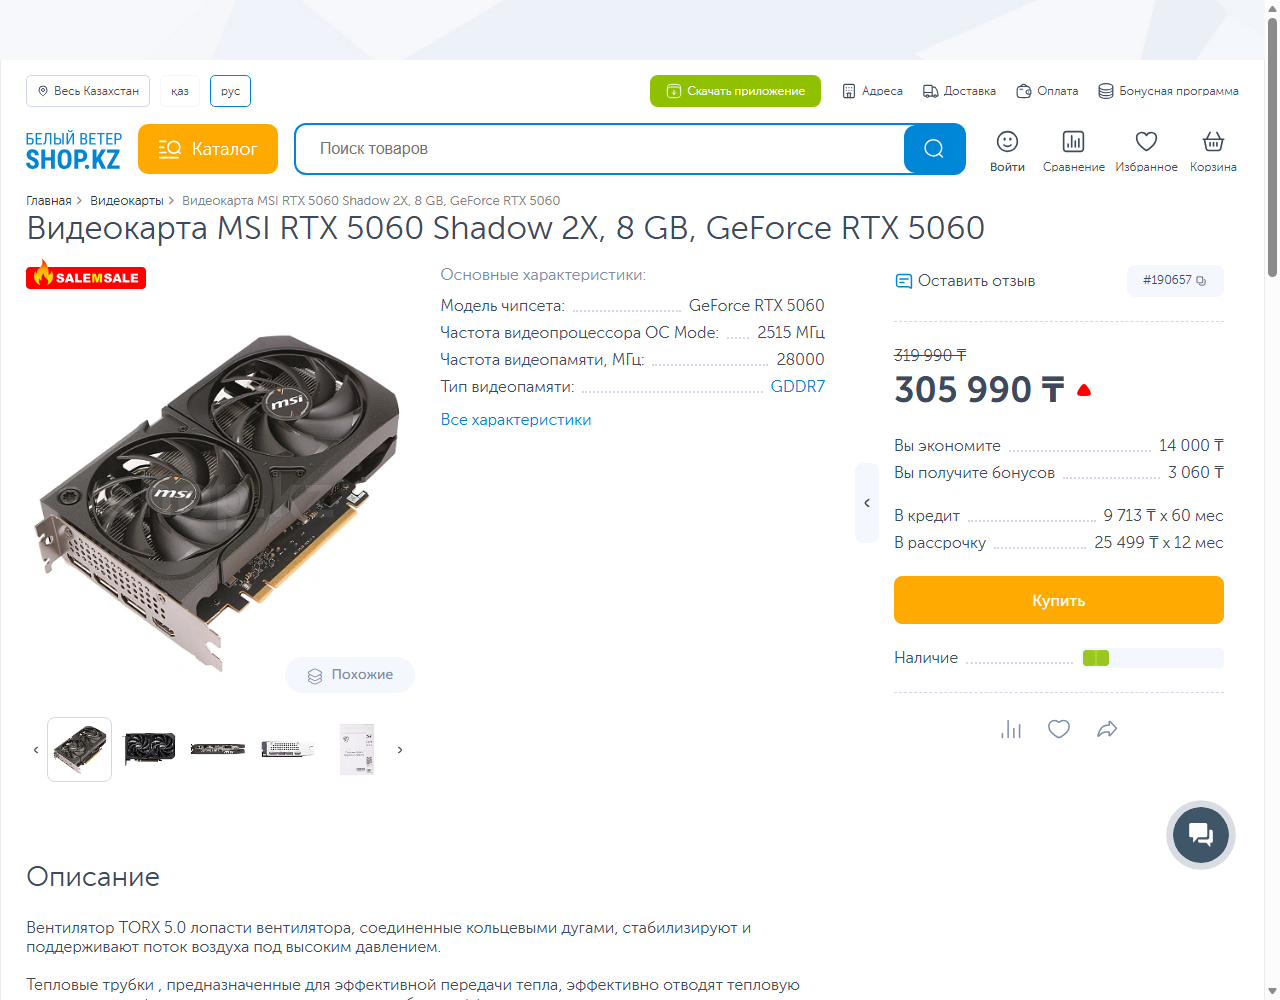 Весь Казахстан
қаз
рус
Скачать приложение
Адреса
Доставка
Оплата
Бонусная программа
БЕЛЫЙ ВЕТЕР
SHOP.KZ
Каталог
Поиск товаров
Войти
Сравнение
Избранное
Корзина
Главная > Видеокарты > Видеокарта MSI RTX 5060 Shadow 2X, 8 GB, GeForce RTX 5060
Видеокарта MSI RTX 5060 Shadow 2X, 8 GB, GeForce RTX 5060
SALEMSALE
msi
msi
Похожие
Основные характеристики:
Модель чипсета: GeForce RTX 5060
Частота видеопроцессора OC Mode: 2515 МГц
Частота видеопамяти, МГц: 28000
Тип видеопамяти: GDDR7
Все характеристики
Оставить отзыв
#190657
319 990 ₸
305 990 ₸
Вы экономите 14 000 ₸
Вы получите бонусов 3 060 ₸
В кредит 9 713 ₸ x 60 мес
В рассрочку 25 499 ₸ x 12 мес
Купить
Наличие
Описание
Вентилятор TORX 5.0 лопасти вентилятора, соединенные кольцевыми дугами, стабилизируют и
поддерживают поток воздуха под высоким давлением.
Тепловые трубки , предназначенные для эффективной передачи тепла, эффективно отводят тепловую